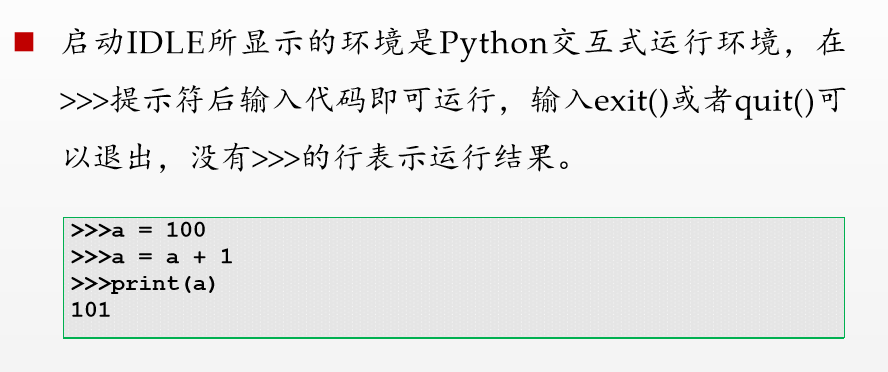 启动IDLE所显示的环境是Python交互式运行环境，在
>>>提示符后输入代码即可运行，输入exit()或者quit()可
以退出，没有>>>的行表示运行结果。
>>>a = 100
>>>a = a + 1
>>>print(a)
101